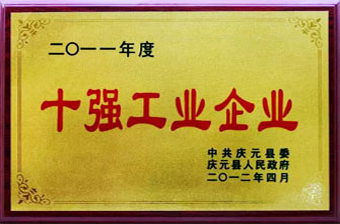 二〇一一年度
十强工业企业
中共庆元县委
庆元县人民政府
二〇一二年四月